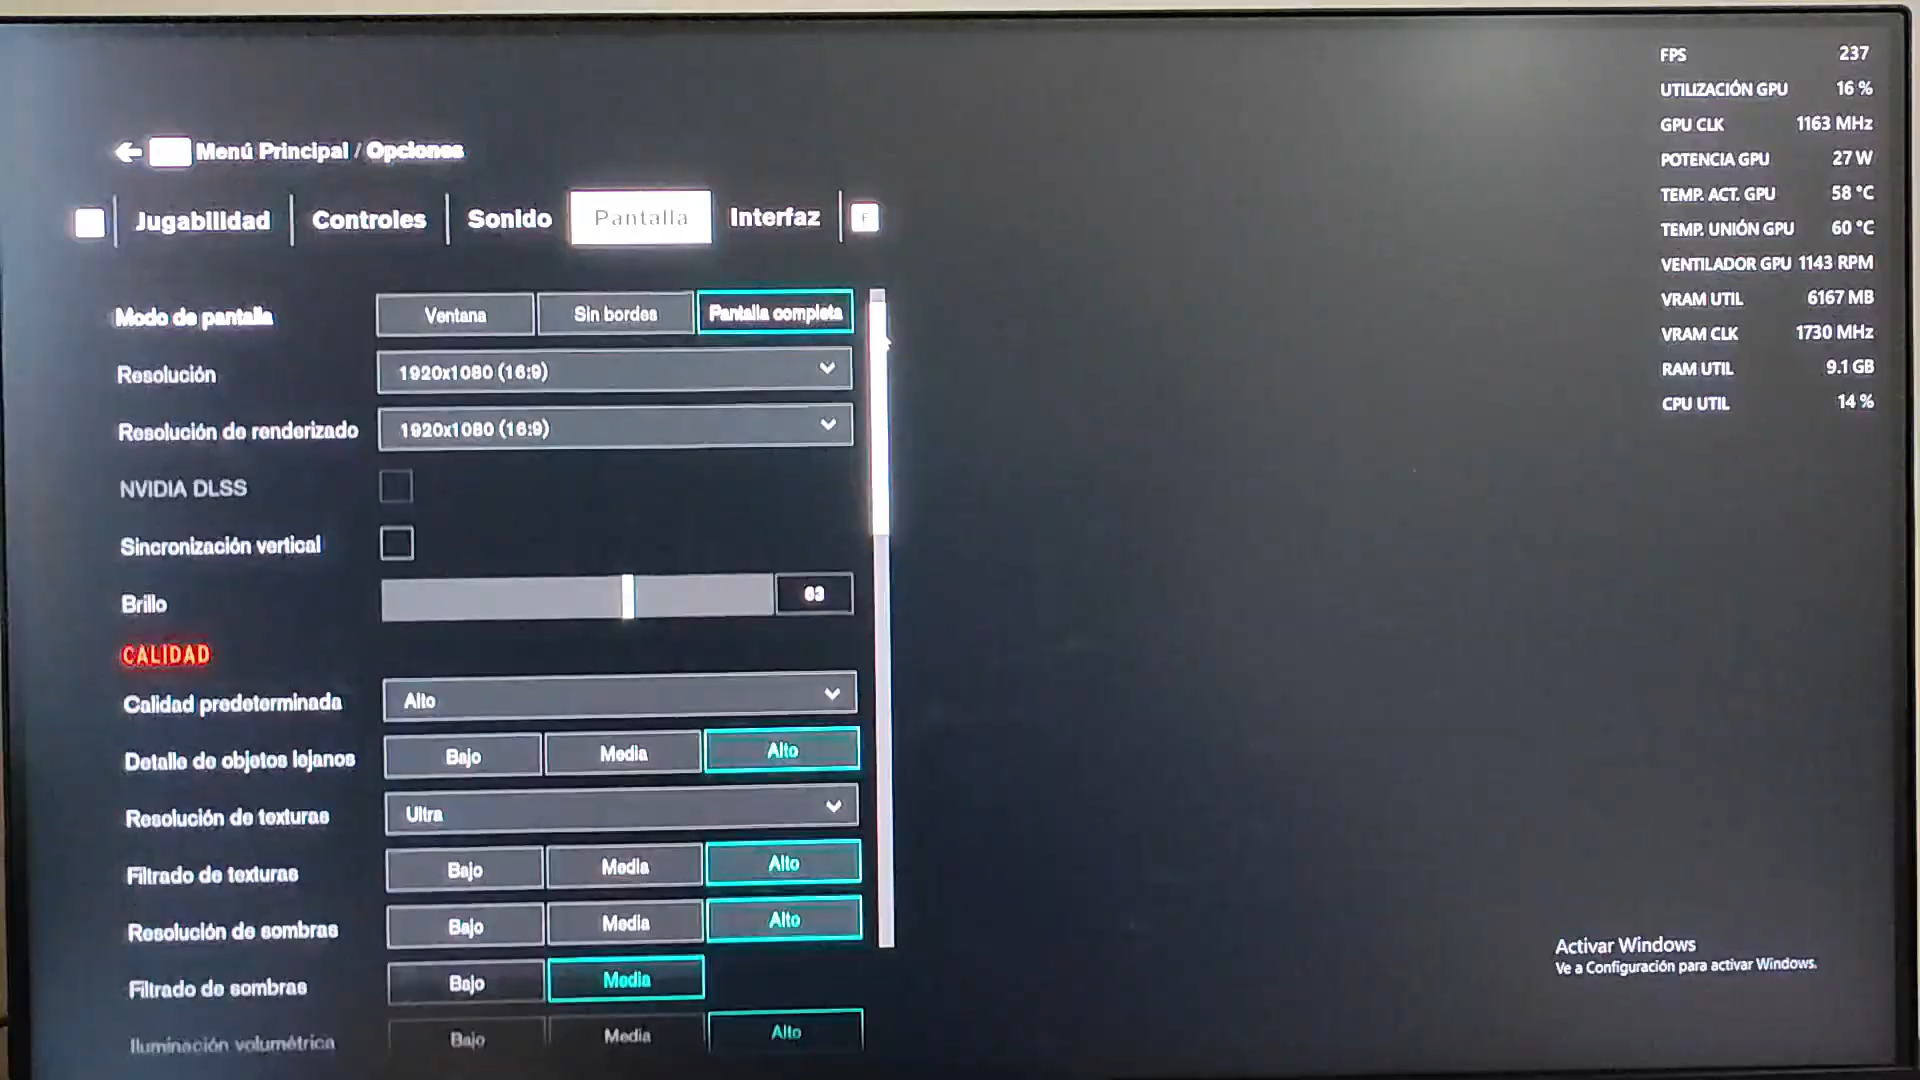 Menú Principal / Opciones
Jugabilidad
Controles
Sonido
Pantalla
Interfaz
E
Modo de pantalla
Ventana
Sin bordes
Pantalla completa
Resolución
1920x1080 (16:9)
Resolución de renderizado
1920x1080 (16:9)
NVIDIA DLSS
Sincronización vertical
Brillo
63
CALIDAD
Calidad predeterminada
Alto
Detalle de objetos lejanos
Bajo
Media
Alto
Resolución de texturas
Ultra
Filtrado de texturas
Bajo
Media
Alto
Resolución de sombras
Bajo
Media
Alto
Filtrado de sombras
Bajo
Media
Iluminación volumétrica
Bajo
Media
Alto
FPS 237
UTILIZACIÓN GPU 16 %
GPU CLK 1163 MHz
POTENCIA GPU 27 W
TEMP. ACT. GPU 58 °C
TEMP. UNIÓN GPU 60 °C
VENTILADOR GPU 1143 RPM
VRAM UTIL 6167 MB
VRAM CLK 1730 MHz
RAM UTIL 9.1 GB
CPU UTIL 14 %
Activar Windows
Ve a Configuración para activar Windows.